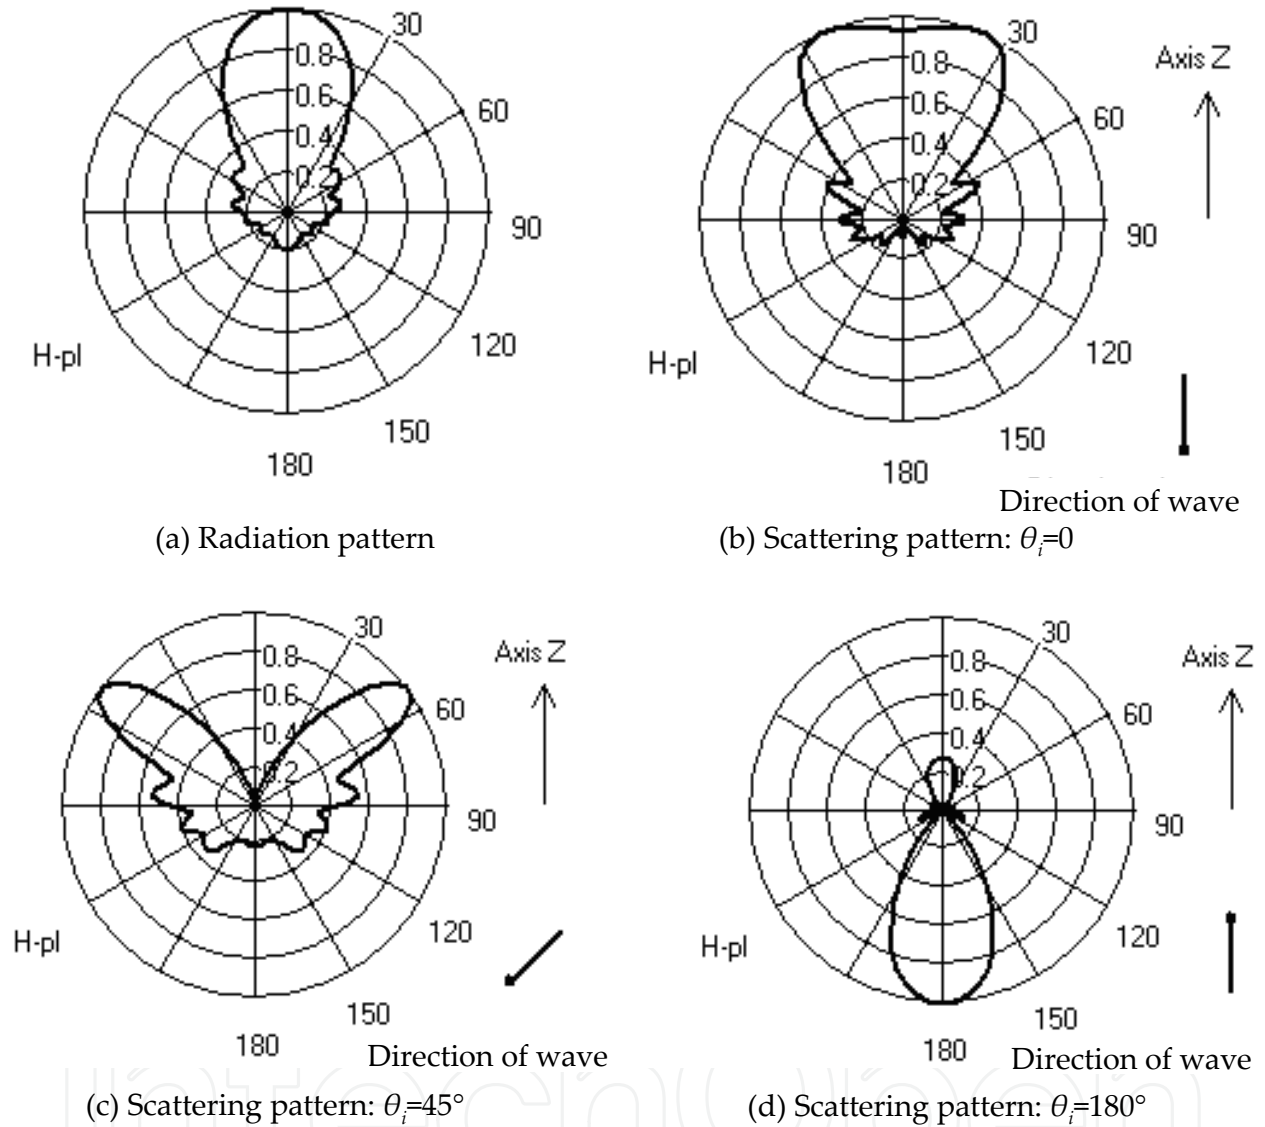 30
0.8
0.6
60
0.4
0.2
90
H-pl
120
150
180
(a) Radiation pattern
30
Axis Z
0.8
0.6
60
0.4
0.2
90
H-pl
120
150
180
Direction of wave
(b) Scattering pattern: θi=0
30
Axis Z
0.8
0.6
60
0.4
0.2
90
H-pl
120
150
180
Direction of wave
(c) Scattering pattern: θi=45°
30
Axis Z
0.8
0.6
60
0.4
0.2
90
H-pl
120
150
180
Direction of wave
(d) Scattering pattern: θi=180°
IntechOpen